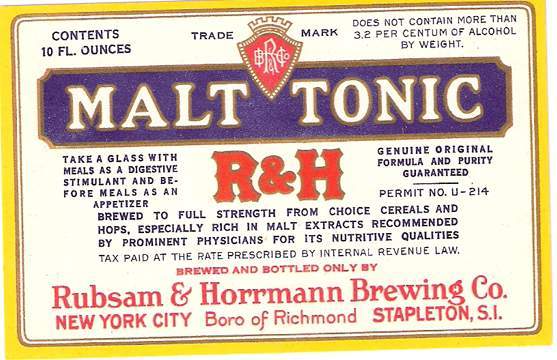 CONTENTS
10 FL. OUNCES
TRADE MARK
DOES NOT CONTAIN MORE THAN
3.2 PER CENTUM OF ALCOHOL
BY WEIGHT.
MALT TONIC
TAKE A GLASS WITH
MEALS AS A DIGESTIVE
STIMULANT AND BE-
FORE MEALS AS AN
APPETIZER
R&H
GENUINE ORIGINAL
FORMULA AND PURITY
GUARANTEED
PERMIT NO. U-214
BREWED TO FULL STRENGTH FROM CHOICE CEREALS AND
HOPS, ESPECIALLY RICH IN MALT EXTRACTS RECOMMENDED
BY PROMINENT PHYSICIANS FOR ITS NUTRITIVE QUALITIES
TAX PAID AT THE RATE PRESCRIBED BY INTERNAL REVENUE LAW.
BREWED AND BOTTLED ONLY BY
Rubsam & Horrmann Brewing Co.
NEW YORK CITY Boro of Richmond STAPLETON, S.I.